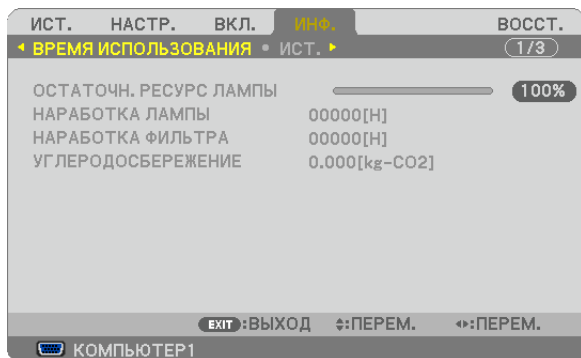 ИСТ. НАСТР. ВКЛ. ИНФ. ВОССТ.
ВРЕМЯ ИСПОЛЬЗОВАНИЯ • ИСТ. 1/3
ОСТАТОЧН. РЕСУРС ЛАМПЫ 100%
НАРАБОТКА ЛАМПЫ 00000[H]
НАРАБОТКА ФИЛЬТРА 00000[H]
УГЛЕРОДОСБЕРЕЖЕНИЕ 0.000[kg-CO2]
EXIT :ВЫХОД :ПЕРЕМ. :ПЕРЕМ.
КОМПЬЮТЕР1